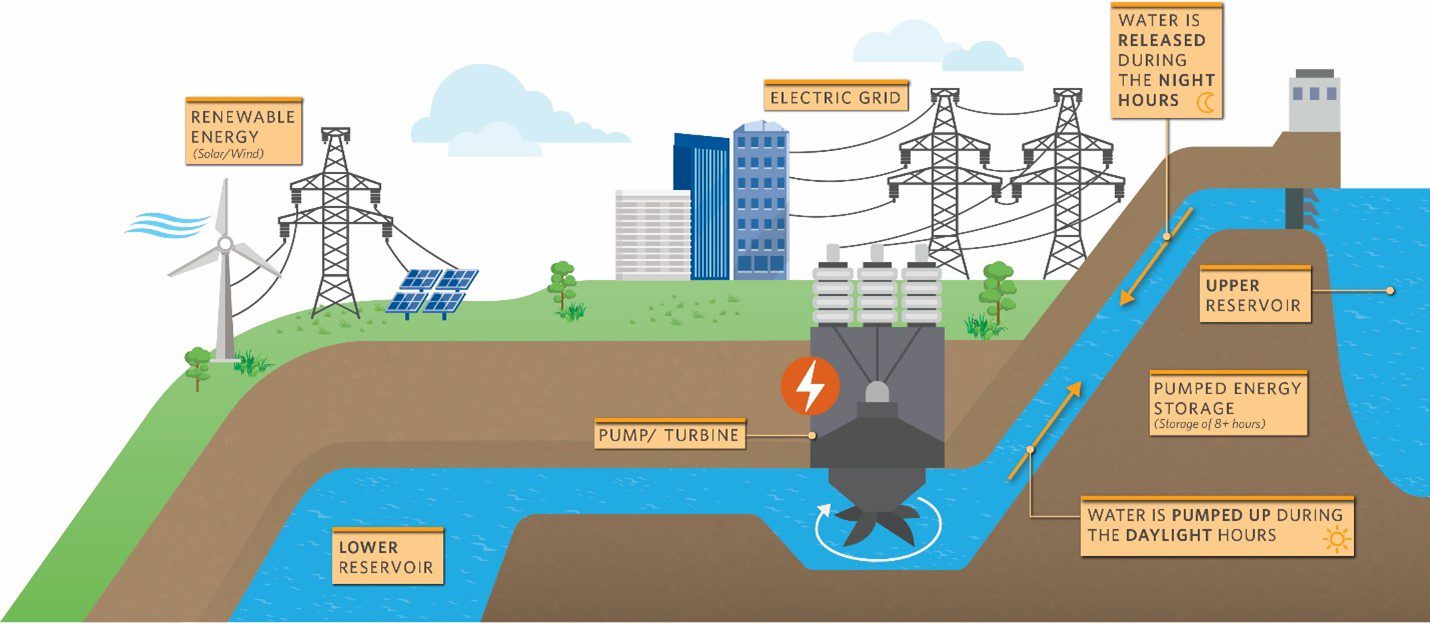 RENEWABLE
ENERGY
(Solar/Wind)
ELECTRIC GRID
WATER IS
RELEASED
DURING
THE NIGHT
HOURS
UPPER
RESERVOIR
PUMPED ENERGY
STORAGE
(Storage of 8+ hours)
PUMP/ TURBINE
WATER IS PUMPED UP DURING
THE DAYLIGHT HOURS
LOWER
RESERVOIR